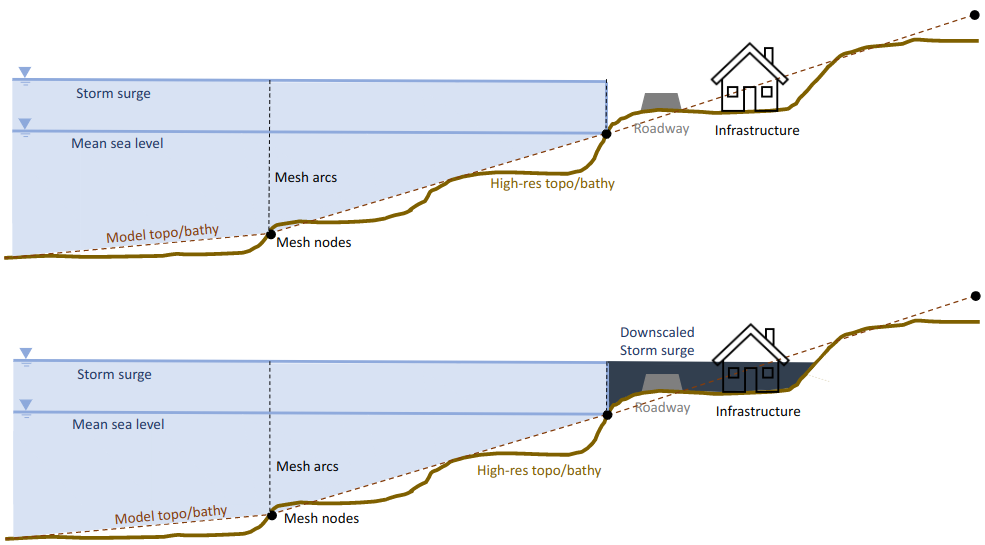 Storm surge
Roadway
Infrastructure
Mean sea level
Mesh arcs
High-res topo/bathy
Model topo/bathy
Mesh nodes
Downscaled
Storm surge
Storm surge
Roadway
Infrastructure
Mean sea level
Mesh arcs
High-res topo/bathy
Model topo/bathy
Mesh nodes